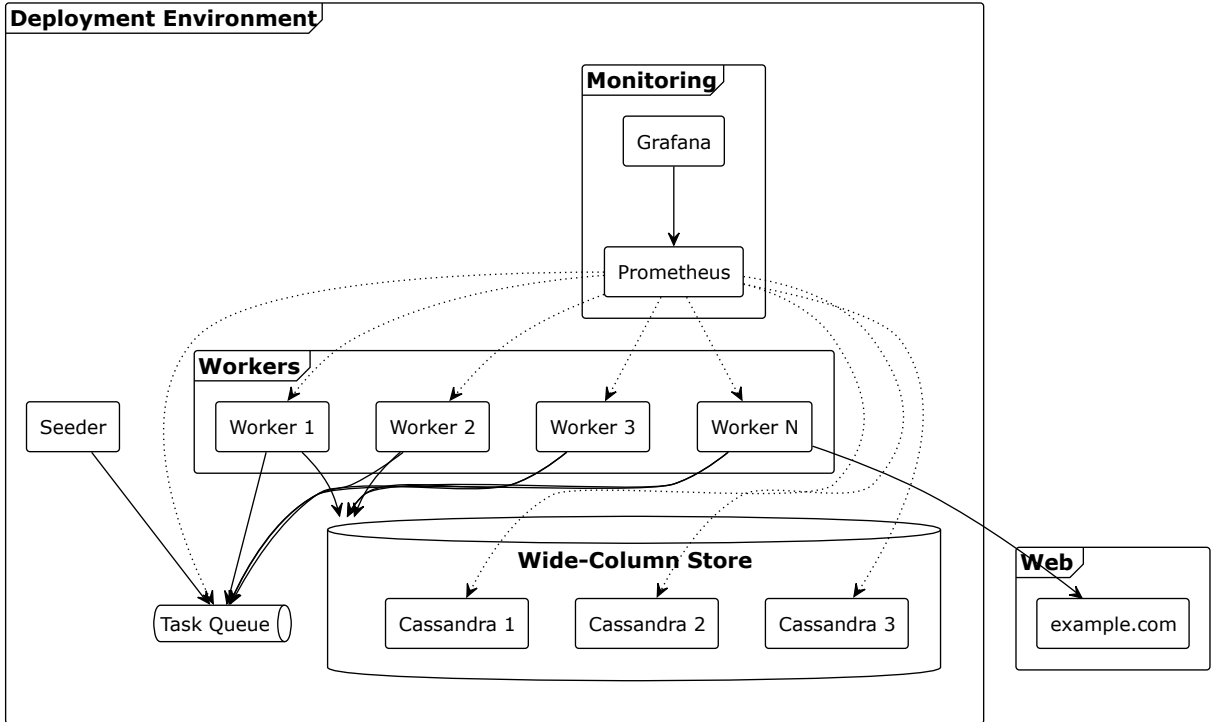 Deployment Environment
Monitoring
Grafana
Prometheus
Workers
Seeder
Worker 1
Worker 2
Worker 3
Worker N
Wide-Column Store
Web
Task Queue
Cassandra 1
Cassandra 2
Cassandra 3
example.com